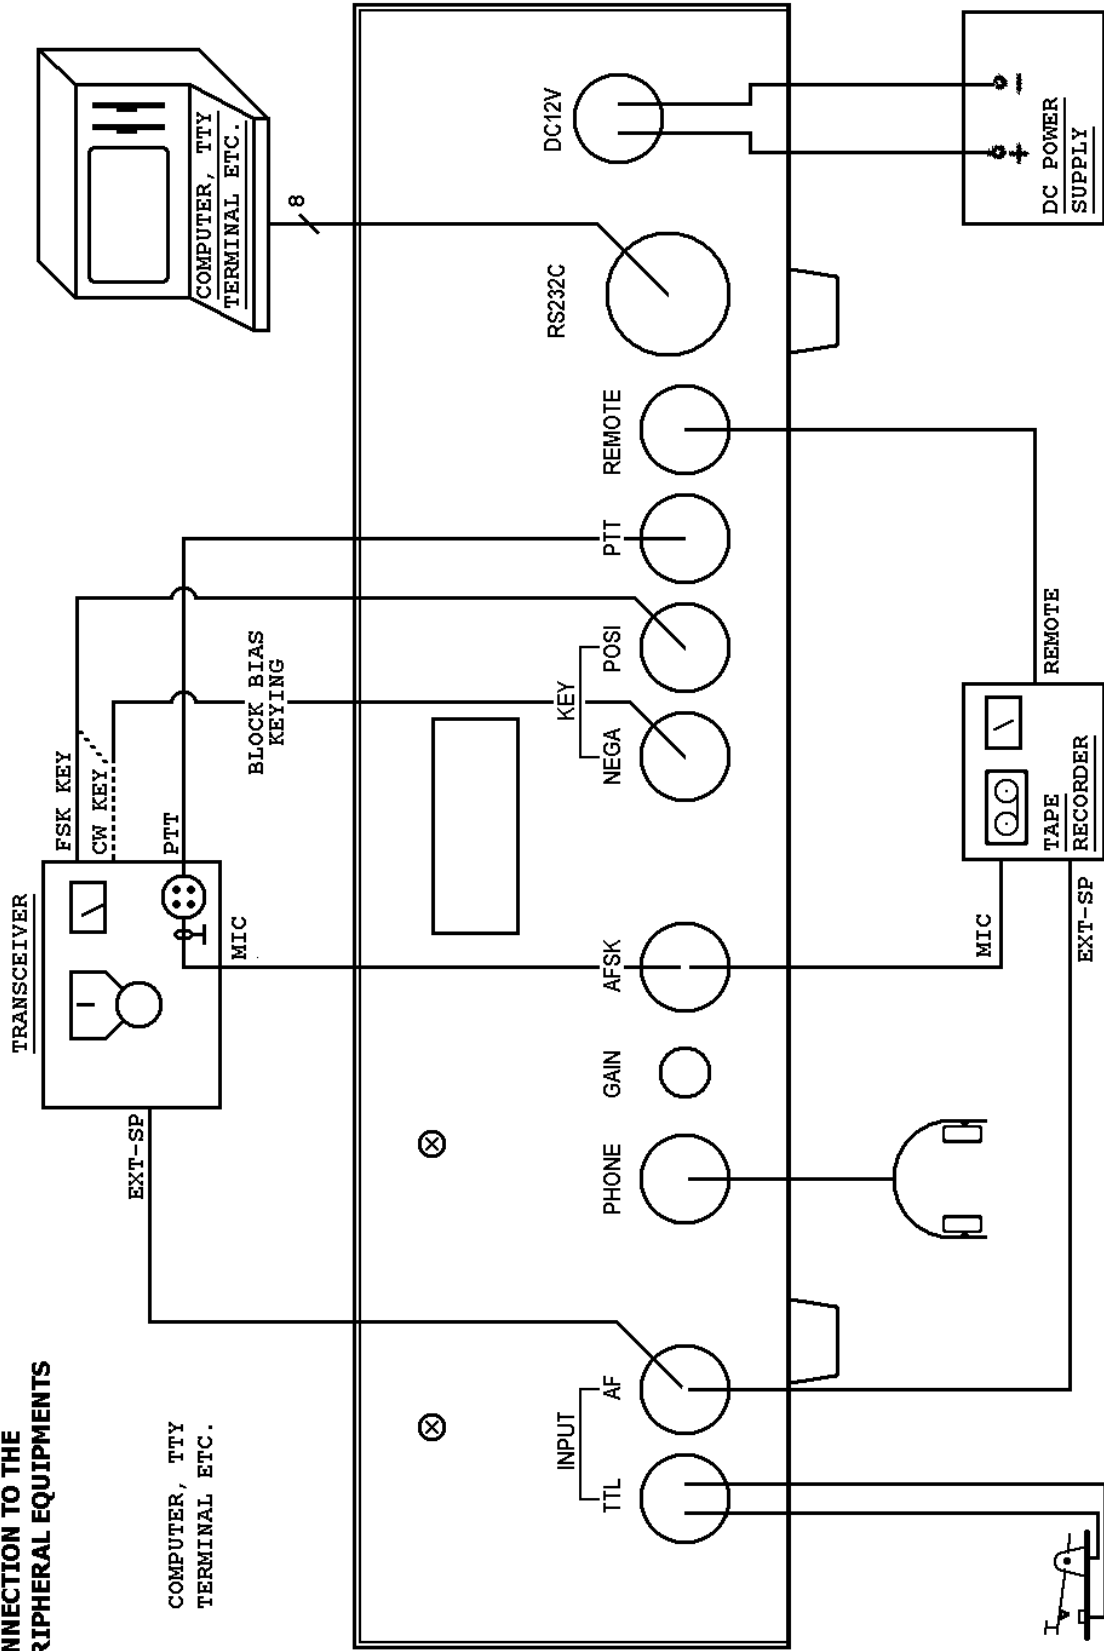 NNECTION TO THE
RIPHERAL EQUIPMENTS
COMPUTER, TTY
TERMINAL ETC.
TRANSCEIVER
EXT-SP
MIC
FSK KEY
CW KEY
PTT
BLOCK BIAS
KEYING
COMPUTER, TTY
TERMINAL ETC.
8
INPUT
TTL
AF
PHONE
GAIN
AFSK
KEY
NEGA
POSI
PTT
REMOTE
RS232C
DC12V
MIC
EXT-SP
TAPE
RECORDER
REMOTE
+
-
DC POWER
SUPPLY